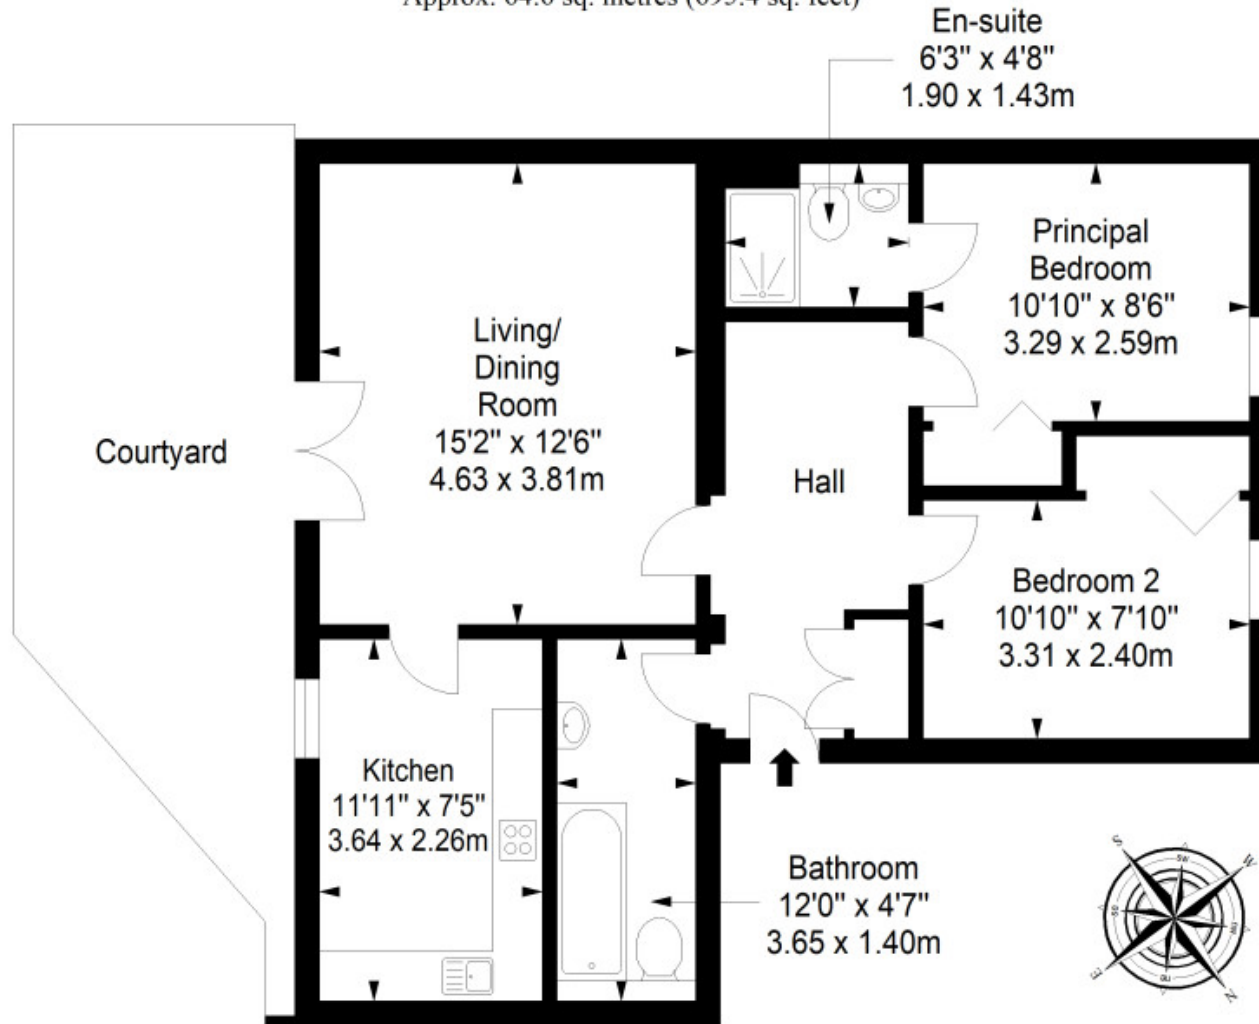 En-suite
6'3" x 4'8"
1.90 x 1.43m
Principal
Bedroom
10'10" x 8'6"
3.29 x 2.59m
Living/
Dining
Room
15'2" x 12'6"
4.63 x 3.81m
Courtyard
Hall
Bedroom 2
10'10" x 7'10"
3.31 x 2.40m
Kitchen
11'11" x 7'5"
3.64 x 2.26m
Bathroom
12'0" x 4'7"
3.65 x 1.40m
S
W
E
N
SW